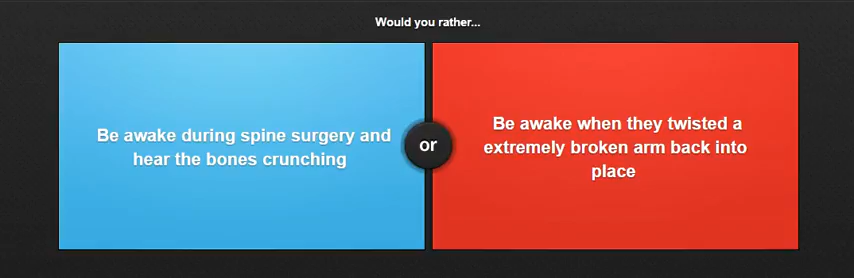 Would you rather...
Be awake during spine surgery and
hear the bones crunching
or
Be awake when they twisted a
extremely broken arm back into
place